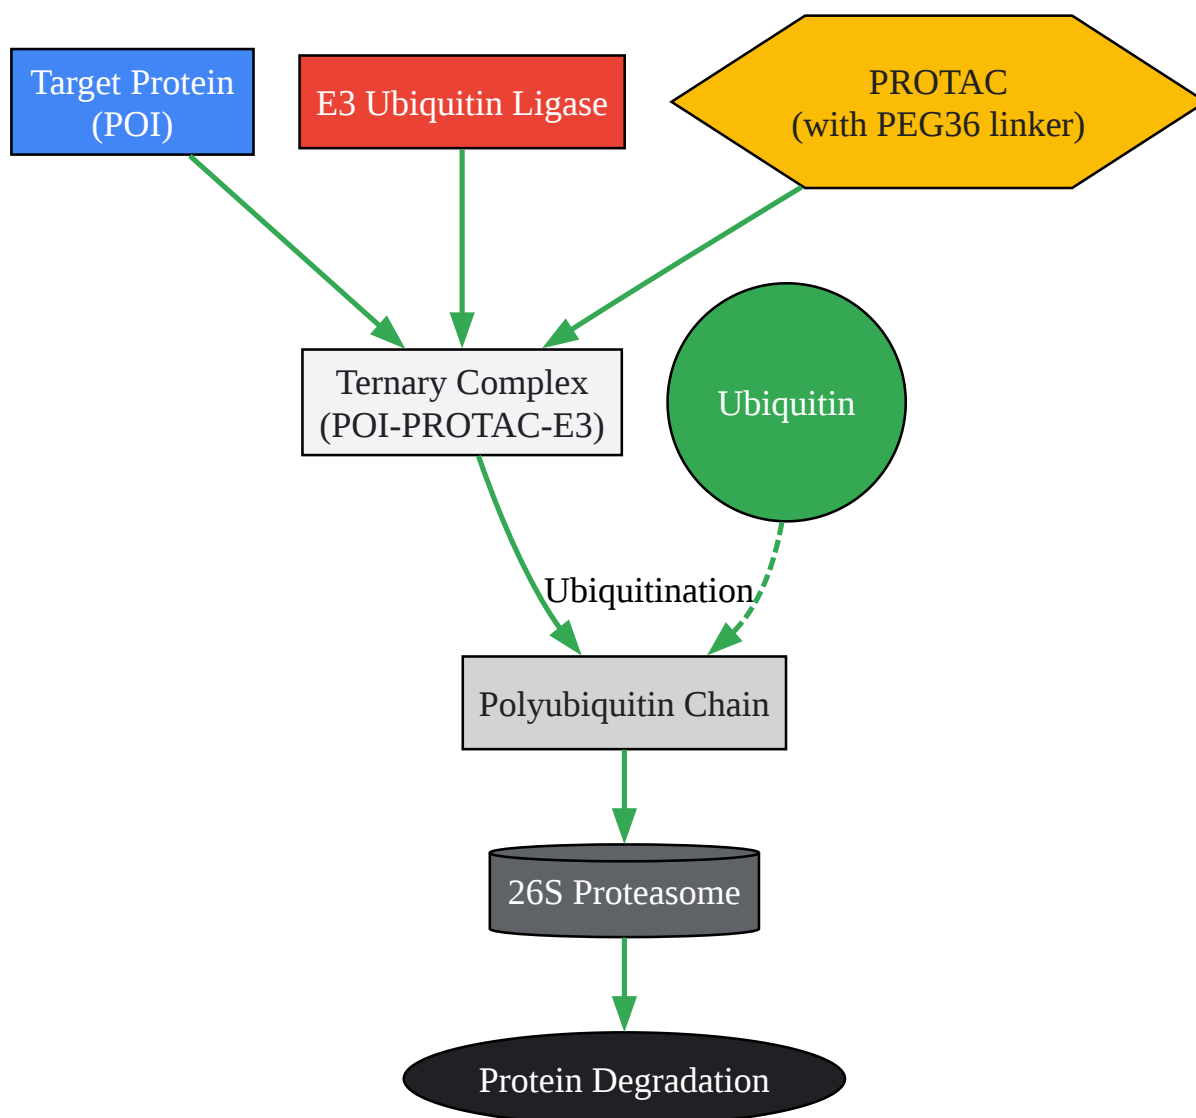 Target Protein
(POI)
E3 Ubiquitin Ligase
PROTAC
(with PEG36 linker)
Ternary Complex
(POI-PROTAC-E3)
Ubiquitin
Ubiquitination
Polyubiquitin Chain
26S Proteasome
Protein Degradation